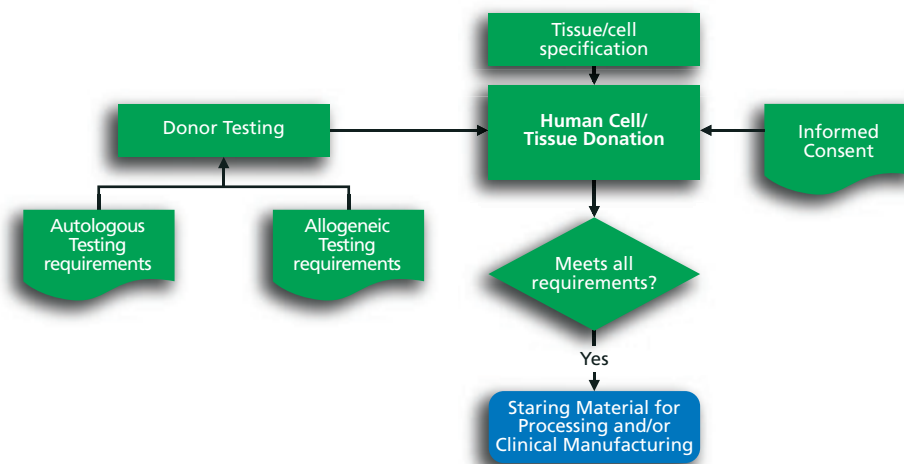 Tissue/cell
specification
Donor Testing
Human Cell/
Tissue Donation
Informed
Consent
Autologous
Testing
requirements
Allogeneic
Testing
requirements
Meets all
requirements?
Yes
Staring Material for
Processing and/or
Clinical Manufacturing